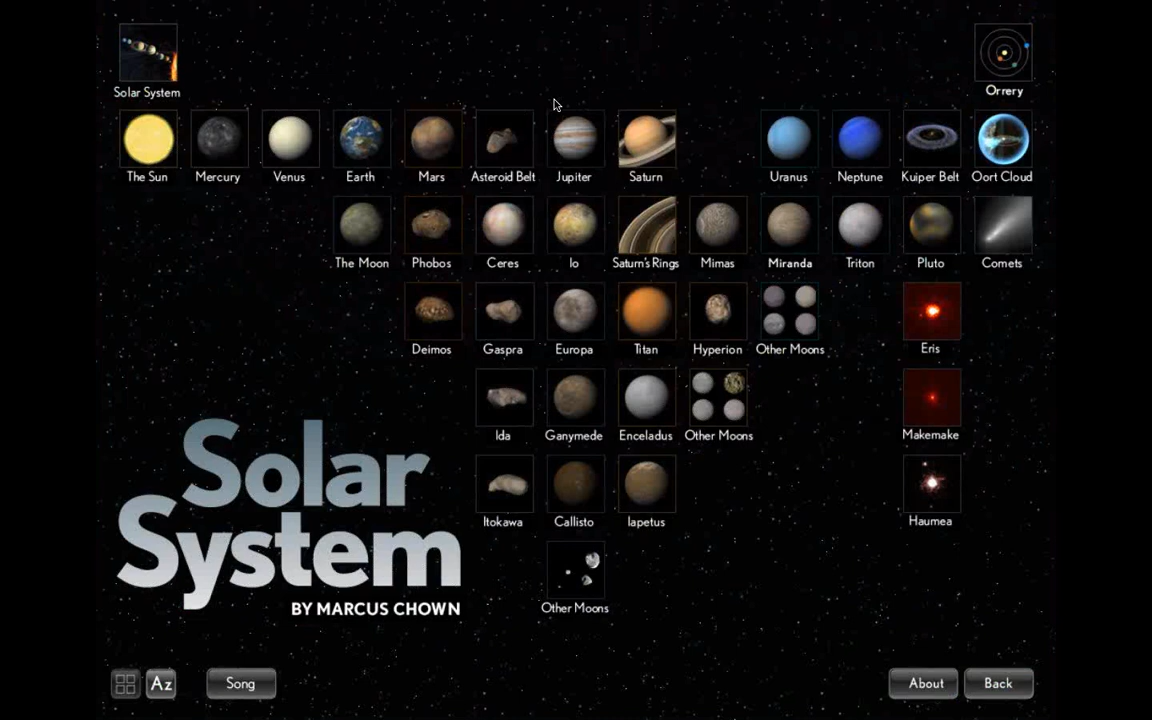 Solar System
Orrery
The Sun
Mercury
Venus
Earth
Mars
Asteroid Belt
Jupiter
Saturn
Uranus
Neptune
Kuiper Belt
Oort Cloud
The Moon
Phobos
Ceres
Io
Saturn's Rings
Mimas
Miranda
Triton
Pluto
Comets
Deimos
Gaspra
Europa
Titan
Hyperion
Other Moons
Eris
Ida
Ganymede
Enceladus
Other Moons
Makemake
Itokawa
Callisto
Iapetus
Haumea
Other Moons
Solar
System
BY MARCUS CHOWN
Az
Song
About
Back